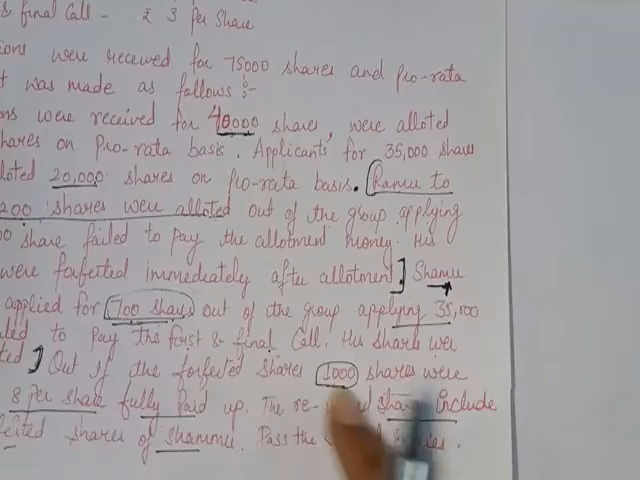 & final Call - ₹ 3 Per Share
ions were received for 75000 shares and pro-rata
t was made as follows :-
ns were received for 40000 shares, were alloted
hares on pro-rata basis. Applicants for 35,000 shares
loted 20,000 shares on pro-rata basis. [Ramu to
200 shares were alloted out of the group applying
00 share failed to pay the allotment money. His
were forfeited immediately after allotment.] Shamu
applied for 700 shares out of the group applying 35,000
led to pay the first & final Call. His share wer
ted ] Out if the forfeited shares 1000 shares were
8 Per share fully Paid up. The shares include
feited shares of shammu. Pass the